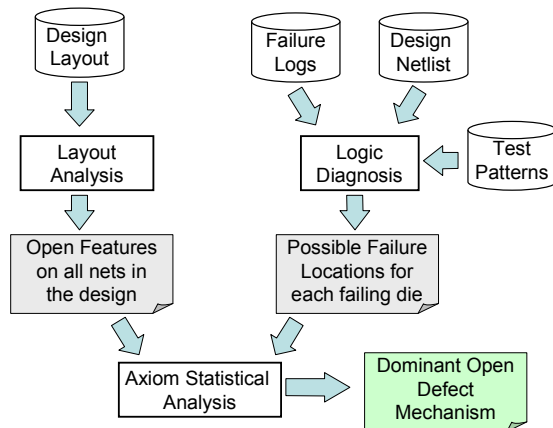 Design
Layout
Failure
Logs
Design
Netlist
Layout
Analysis
Logic
Diagnosis
Test
Patterns
Open Features
on all nets in
the design
Possible Failure
Locations for
each failing die
Axiom Statistical
Analysis
Dominant Open
Defect
Mechanism